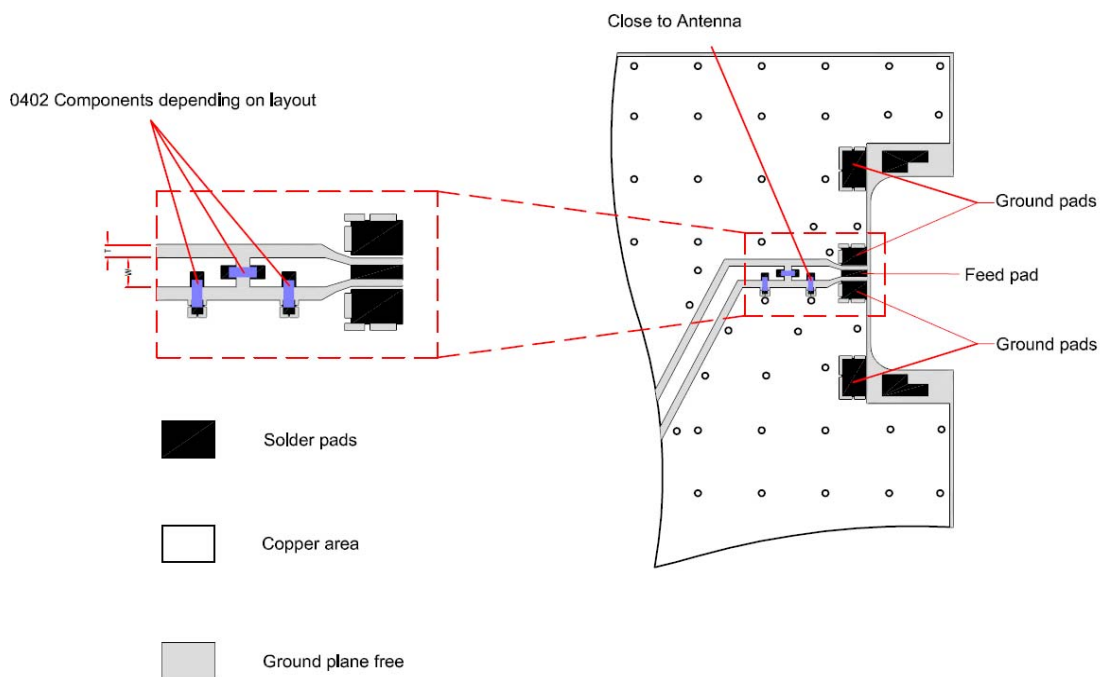 Close to Antenna
0402 Components depending on layout
Ground pads
T
W
Feed pad
Ground pads
Solder pads
Copper area
Ground plane free